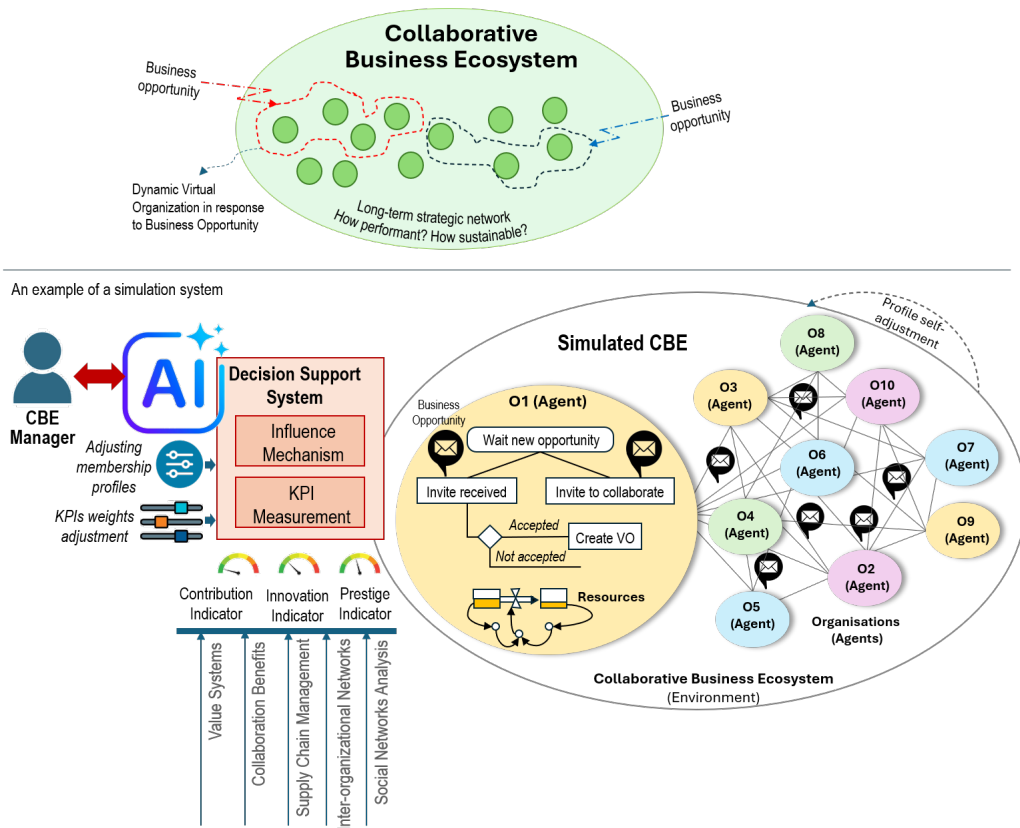 Collaborative
Business Ecosystem
Business
opportunity
Business
opportunity
Dynamic Virtual
Organization in response
to Business Opportunity
Long-term strategic network
How performant? How sustainable?
An example of a simulation system
Profile self-
adjustment
Simulated CBE
AI
CBE
Manager
Decision Support
System
Influence
Mechanism
KPI
Measurement
Adjusting
membership
profiles
KPIs weights
adjustment
Contribution
Indicator
Innovation
Indicator
Prestige
Indicator
Value Systems
Collaboration Benefits
Supply Chain Management
nter-organizational Networks
Social Networks Analysis
O1 (Agent)
Business
Opportunity
Wait new opportunity
Invite received
Invite to collaborate
Accepted
Create VO
Not accepted
Resources
O8
(Agent)
O3
(Agent)
O10
(Agent)
O6
(Agent)
O7
(Agent)
O4
(Agent)
O9
(Agent)
O2
(Agent)
O5
(Agent)
Organisations
(Agents)
Collaborative Business Ecosystem
(Environment)